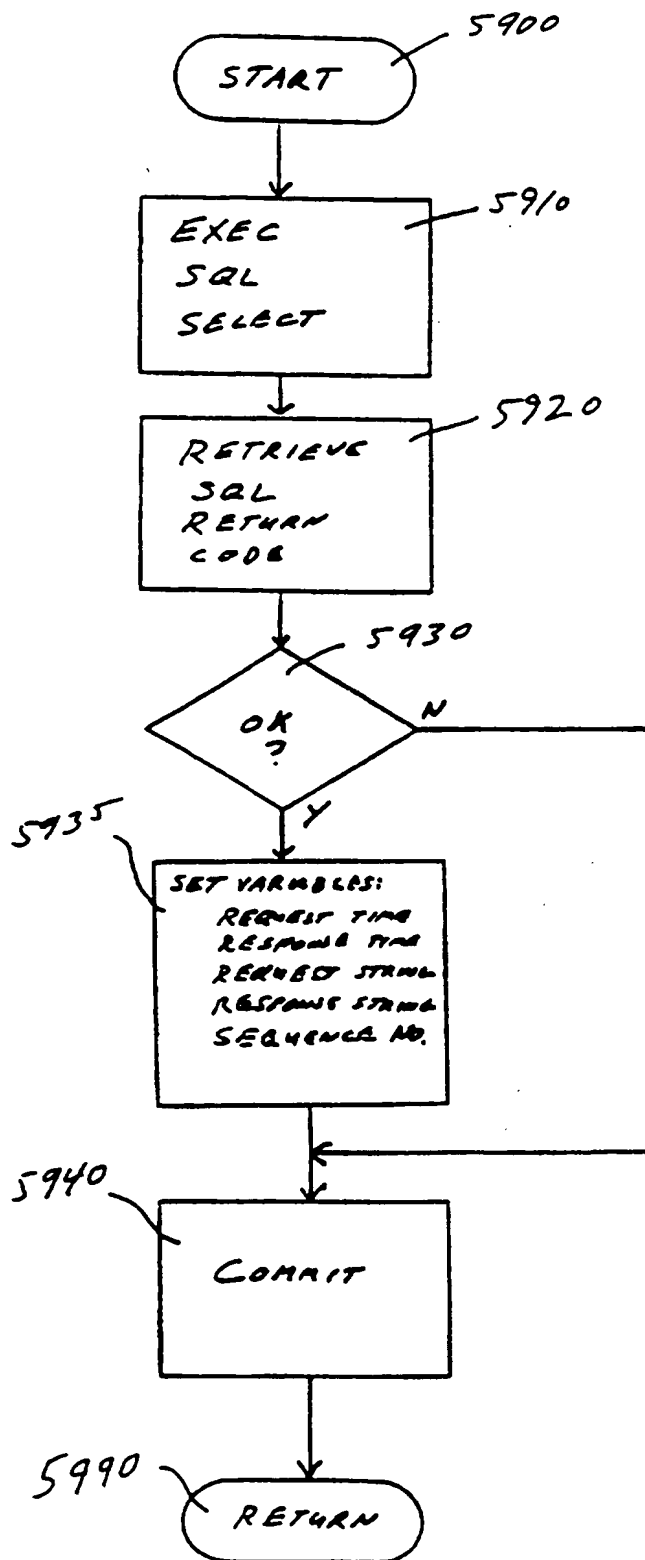 5900
START
5910
EXEC
SQL
SELECT
5920
RETRIEVE
SQL
RETURN
CODE
5930
OK
?
N
Y
5935
SET VARIABLES:
REQUEST TIME
RESPONSE TIME
REQUEST STRING
RESPONSE STRING
SEQUENCE NO.
5940
COMMIT
5990
RETURN